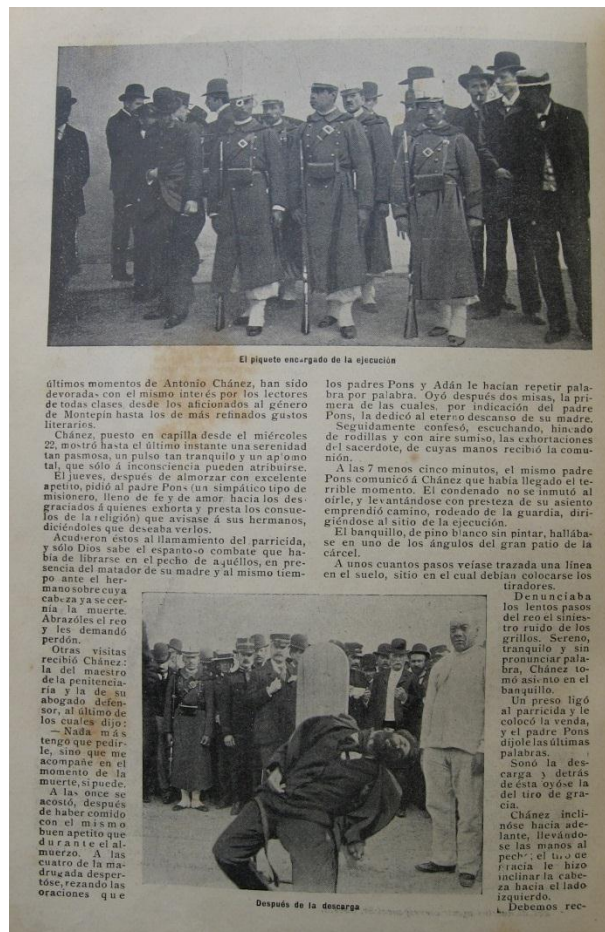 El piquete encargado de la ejecución
últimos momentos de Antonio Chánez, han sido
devoradas con el mismo interés por los lectores
de todas clases desde los aficionados al género
de Montepín hasta los de más refinados gustos
literarios.
Chánez, puesto en capilla desde el miércoles
22, mostró hasta el último instante una serenidad
tan pasmosa, un pulso tan tranquilo y un aplomo
tal, que sólo á inconsciencia pueden atribuirse.
El jueves, después de almorzar con excelente
apetito, pidió al padre Pons (un simpático tipo de
misionero, lleno de fe y de amor hacia los des-
graciados á quienes exhorta y presta los consue-
los de la religión) que avisase á sus hermanos,
diciéndoles que deseaba verlos.
Acudieron éstos al llamamiento del parricida,
y sólo Dios sabe el espantoso combate que ha-
bía de librarse en el pecho de aquéllos, en pre-
sencia del matador de su madre y al mismo tiem-
po ante el her-
mano sobre cuya
cabeza ya se cer-
nía la muerte.
Abrazóles el reo
y les demandó
perdón.
Otras visitas
recibió Chánez:
la del maestro
de la penitencia-
ría y la de su
abogado defen-
sor, al último de
los cuales dijo:
—Nada más
tengo que pedir-
le, sino que me
acompañe en el
momento de la
muerte, si puede.
A las once se
acostó, después
de haber comido
con el mismo
buen apetito que
durante el al-
muerzo. A las
cuatro de la ma-
drugada desper-
tóse, rezando las
oraciones que
los padres Pons y Adán le hacían repetir pala-
bra por palabra. Oyó después dos misas, la pri-
mera de las cuales, por indicación del padre
Pons, la dedicó al eterno descanso de su madre.
Seguidamente confesó, escuchando, hincado
de rodillas y con aire sumiso, las exhortaciones
del sacerdote, de cuyas manos recibió la comu-
nión.
A las 7 menos cinco minutos, el mismo padre
Pons comunicó á Chánez que había llegado el te-
rrible momento. El condenado no se inmutó al
oirle, y levantándose con presteza de su asiento
emprendió camino, rodeado de la guardia, diri-
giéndose al sitio de la ejecución.
El banquillo, de pino blanco sin pintar, hallába-
se en uno de los ángulos del gran patio de la
cárcel.
A unos cuantos pasos veíase trazada una línea
en el suelo, sitio en el cual debían colocarse los
tiradores.
Denunciaba
los lentos pasos
del reo el sinies-
tro ruido de los
grillos. Sereno,
tranquilo y sin
pronunciar pala-
bra, Chánez to-
mó asiento en el
banquillo.
Un preso ligó
al parricida y le
colocó la venda,
y el padre Pons
díjole las últimas
palabras.
Sonó la des-
carga y detrás
de ésta oyóse la
del tiro de gra-
cia.
Chánez incli-
nóse hacia ade-
lante, llevándo-
se las manos al
pecho; el tiro de
gracia le hizo
inclinar la cabe-
za hacia el lado
izquierdo.
Debemos rec-
Después de la descarga